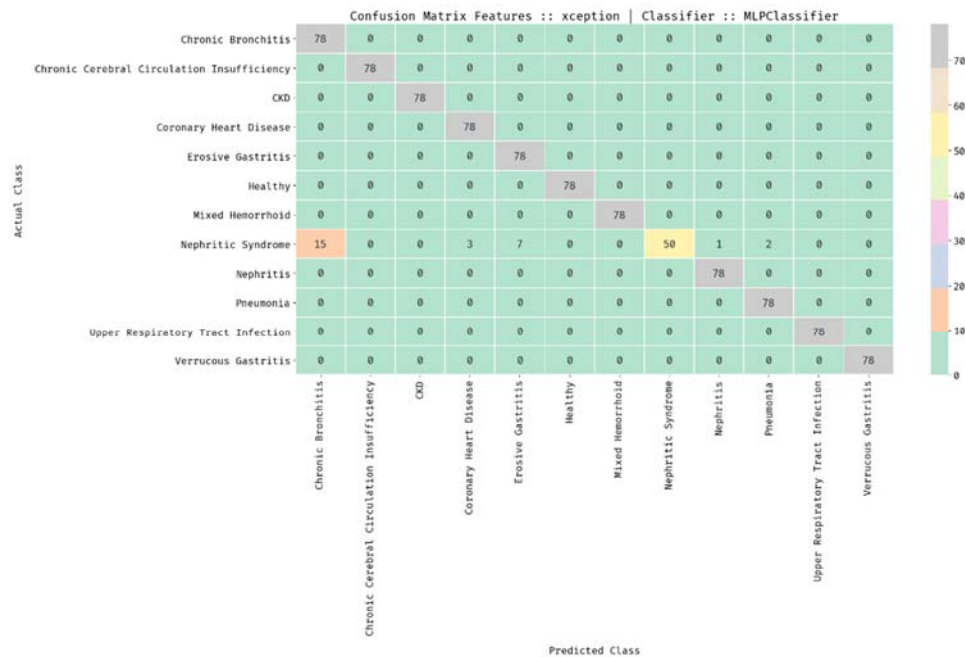 Confusion Matrix Features :: xception | Classifier :: MLPClassifier
Actual Class
Chronic Bronchitis 78 0 0 0 0 0 0 0 0 0 0 0
Chronic Cerebral Circulation Insufficiency 0 78 0 0 0 0 0 0 0 0 0 0
CKD 0 0 78 0 0 0 0 0 0 0 0 0
Coronary Heart Disease 0 0 0 78 0 0 0 0 0 0 0 0
Erosive Gastritis 0 0 0 0 78 0 0 0 0 0 0 0
Healthy 0 0 0 0 0 78 0 0 0 0 0 0
Mixed Hemorrhoid 0 0 0 0 0 0 78 0 0 0 0 0
Nephritic Syndrome 15 0 0 3 7 0 0 50 1 2 0 0
Nephritis 0 0 0 0 0 0 0 0 78 0 0 0
Pneumonia 0 0 0 0 0 0 0 0 0 78 0 0
Upper Respiratory Tract Infection 0 0 0 0 0 0 0 0 0 0 78 0
Verrucous Gastritis 0 0 0 0 0 0 0 0 0 0 0 78
Chronic Bronchitis
Chronic Cerebral Circulation Insufficiency
CKD
Coronary Heart Disease
Erosive Gastritis
Healthy
Mixed Hemorrhoid
Nephritic Syndrome
Nephritis
Pneumonia
Upper Respiratory Tract Infection
Verrucous Gastritis
Predicted Class
70
60
50
40
30
20
10
0